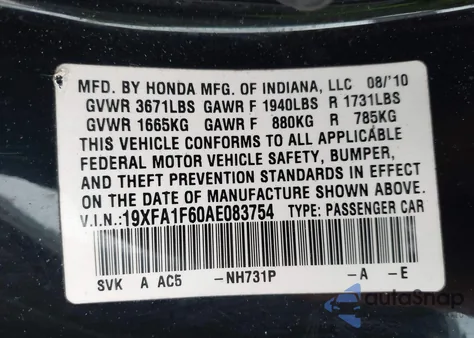 MFD. BY HONDA MFG. OF INDIANA, LLC 08/'10
GVWR 3671LBS GAWR F 1940LBS R 1731LBS
GVWR 1665KG GAWR F 880KG R 785KG
THIS VEHICLE CONFORMS TO ALL APPLICABLE
FEDERAL MOTOR VEHICLE SAFETY, BUMPER,
AND THEFT PREVENTION STANDARDS IN EFFECT
ON THE DATE OF MANUFACTURE SHOWN ABOVE.
V.I.N.:19XFA1F60AE083754 TYPE: PASSENGER CAR
SVK A AC5 -NH731P -A -E
autoSnap